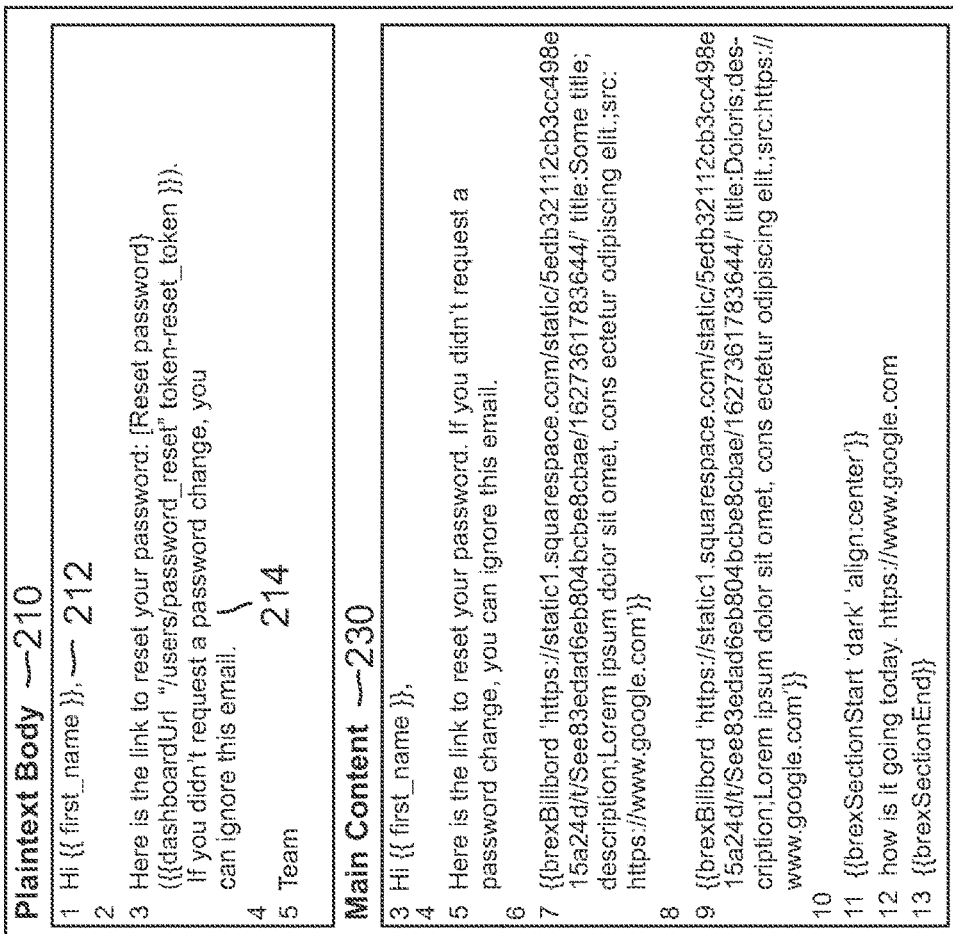 Plaintext Body — 210
1 Hi {{ first_name }}, — 212
2
3 Here is the link to reset your password: [Reset password}
({{dashboardUrl "/users/password_reset" token-reset_token }}).
If you didn't request a password change, you
can ignore this email.
214
4
5 Team
Main Content — 230
3 Hi {{ first_name }},
4
5 Here is the link to reset your password. If you didn't request a
password change, you can ignore this email.
6
7 {{brexBillbord 'https://static1.squarespace.com/static/5edb32112cb3cc498e
15a24d/t/See83edad6eb804bcbe8cbae/1627361783644/' title:Some title;
description;Lorem ipsum dolor sit omet, cons ectetur odipiscing elit.;src:
https://www.google.com'}}
8
9 {{brexBillbord 'https://static1.squarespace.com/static/5edb32112cb3cc498e
15a24d/t/See83edad6eb804bcbe8cbae/1627361783644/' title:Doloris;des-
cription;Lorem ipsum dolor sit omet, cons ectetur odipiscing elit.;src:https://
www.google.com'}}
10
11 {{brexSectionStart 'dark' 'align:center'}}
12 how is it going today. https://www.google.com
13 {{brexSectionEnd}}